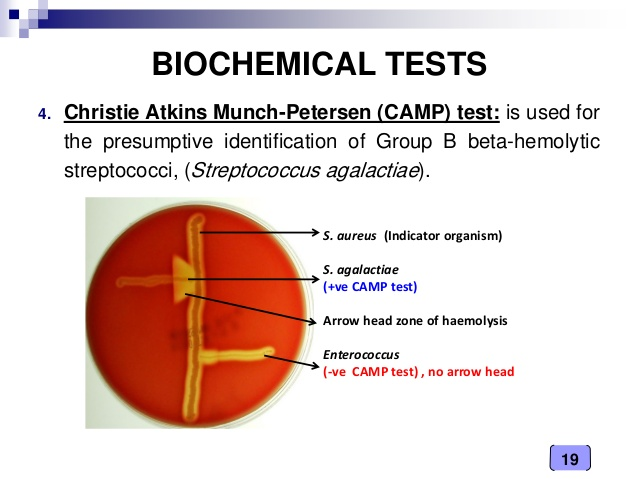 BIOCHEMICAL TESTS
4. Christie Atkins Munch-Petersen (CAMP) test: is used for
the presumptive identification of Group B beta-hemolytic
streptococci, (Streptococcus agalactiae).
S. aureus (Indicator organism)
S. agalactiae
(+ve CAMP test)
Arrow head zone of haemolysis
Enterococcus
(-ve CAMP test) , no arrow head
19